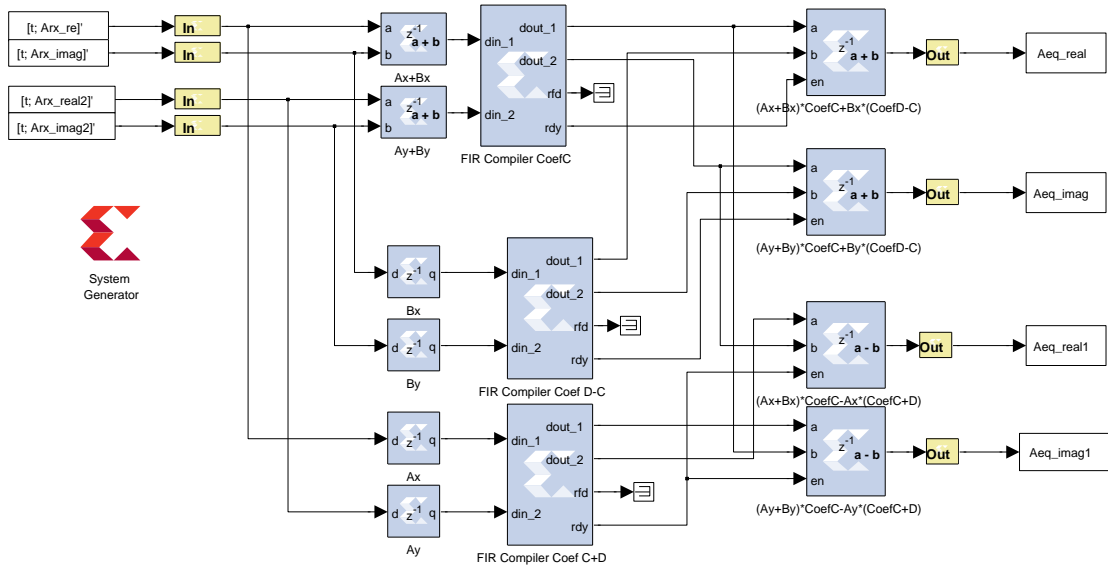 [t; Arx_re]'
In
[t; Arx_imag]'
In
[t; Arx_real2]'
In
[t; Arx_imag2]'
In
a
b
z-1
a + b
Ax+Bx
a
b
z-1
a + b
Ay+By
din_1
din_2
dout_1
dout_2
rfd
rdy
FIR Compiler CoefC
a
b
en
z-1
a + b
(Ax+Bx)*CoefC+Bx*(CoefD-C)
Out
Aeq_real
a
b
en
z-1
a + b
(Ay+By)*CoefC+By*(CoefD-C)
Out
Aeq_imag
System
Generator
d z-1 q
Bx
d z-1 q
By
din_1
din_2
dout_1
dout_2
rfd
rdy
FIR Compiler Coef D-C
a
b
en
z-1
a - b
(Ax+Bx)*CoefC-Ax*(CoefC+D)
Out
Aeq_real1
d z-1 q
Ax
d z-1 q
Ay
din_1
din_2
dout_1
dout_2
rfd
rdy
FIR Compiler Coef C+D
a
b
en
z-1
a - b
(Ay+By)*CoefC-Ay*(CoefC+D)
Out
Aeq_imag1